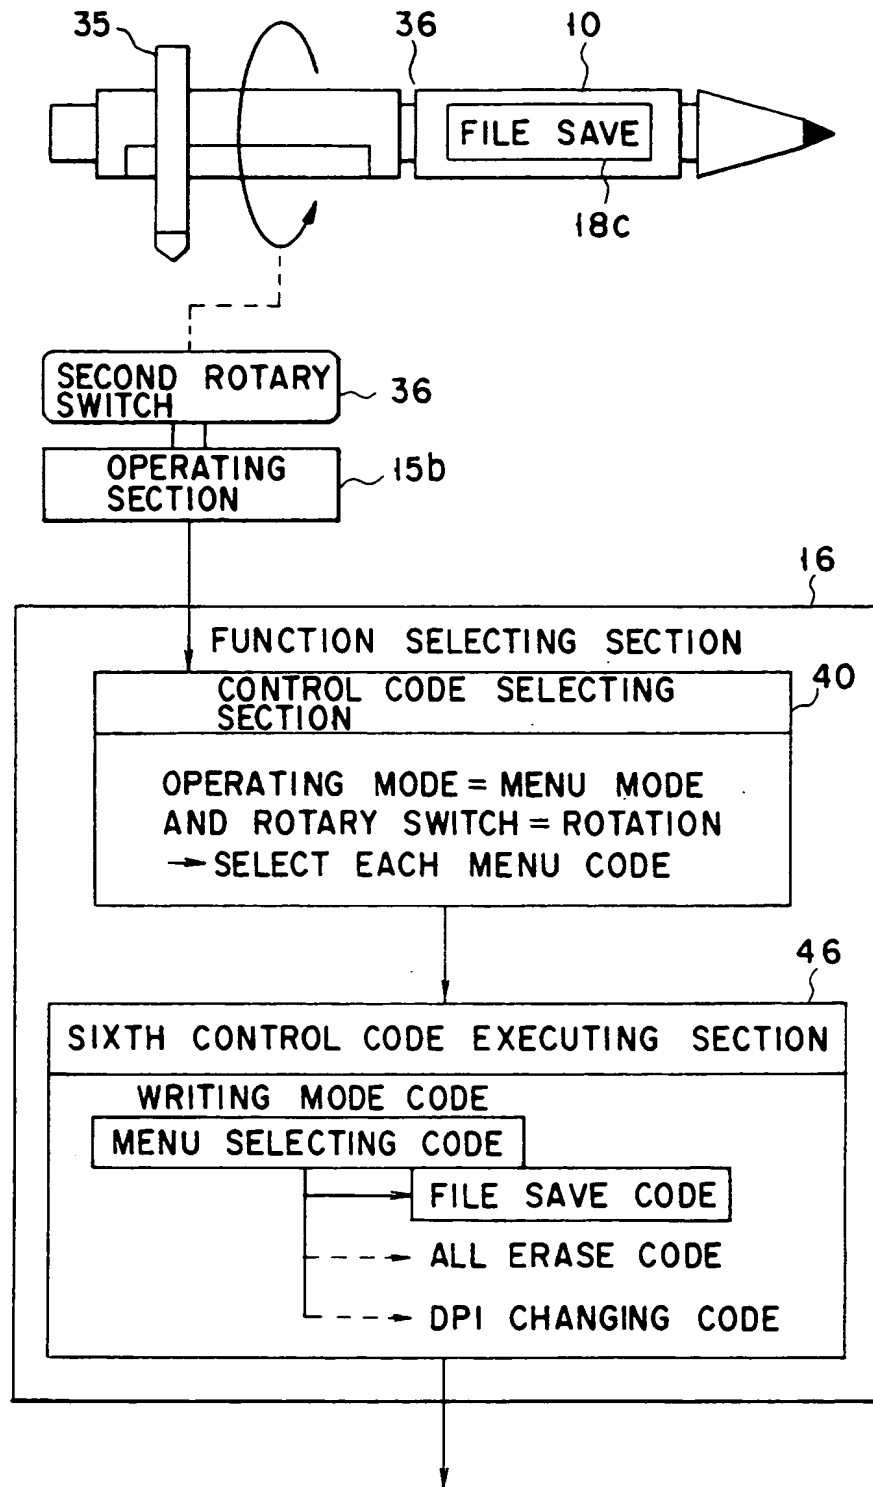 35
36
10
FILE SAVE
18c
SECOND ROTARY
SWITCH
36
OPERATING
SECTION
15b
16
FUNCTION SELECTING SECTION
CONTROL CODE SELECTING
SECTION
40
OPERATING MODE = MENU MODE
AND ROTARY SWITCH = ROTATION
→ SELECT EACH MENU CODE
46
SIXTH CONTROL CODE EXECUTING SECTION
WRITING MODE CODE
MENU SELECTING CODE
FILE SAVE CODE
ALL ERASE CODE
DPI CHANGING CODE